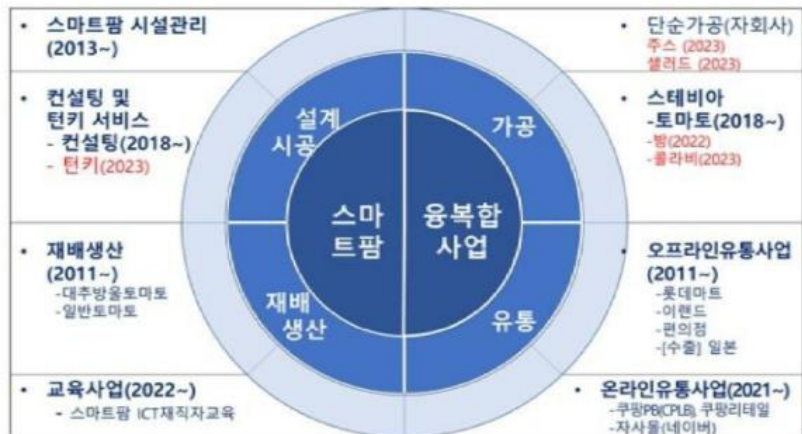 • 스마트팜 시설관리
(2013~)
• 컨설팅 및
턴키 서비스
- 컨설팅(2018~)
- 턴키(2023)
• 재배생산
(2011~)
-대추방울토마토
-일반토마토
• 교육사업(2022~)
- 스마트팜 ICT재직자교육
설계
시공
가공
스마
트팜
융복합
사업
재배
생산
유통
• 단순가공(자회사)
주스 (2023)
샐러드 (2023)
• 스테비아
-토마토(2018~)
-밤(2022)
-콜라비(2023)
• 오프라인유통사업
(2011~)
-롯데마트
-이랜드
-편의점
-[수출] 일본
• 온라인유통사업(2021~)
-쿠팡PB(CPLB), 쿠팡리테일
-자사몰(네이버)